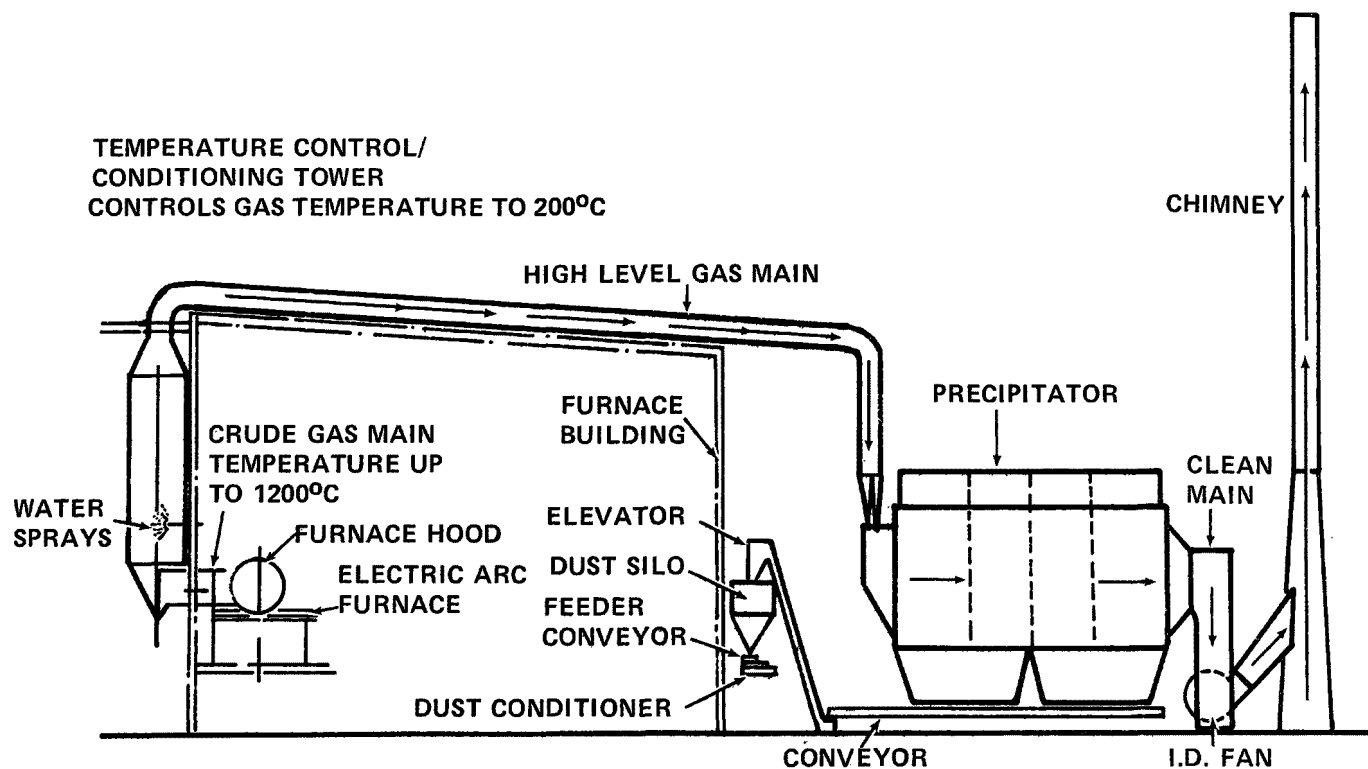 TEMPERATURE CONTROL/
CONDITIONING TOWER
CONTROLS GAS TEMPERATURE TO 200°C
CHIMNEY
HIGH LEVEL GAS MAIN
PRECIPITATOR
FURNACE
BUILDING
CRUDE GAS MAIN
TEMPERATURE UP
TO 1200°C
CLEAN
MAIN
WATER
SPRAYS
FURNACE HOOD
ELECTRIC ARC
FURNACE
ELEVATOR
DUST SILO
FEEDER
CONVEYOR
DUST CONDITIONER
CONVEYOR
I.D. FAN